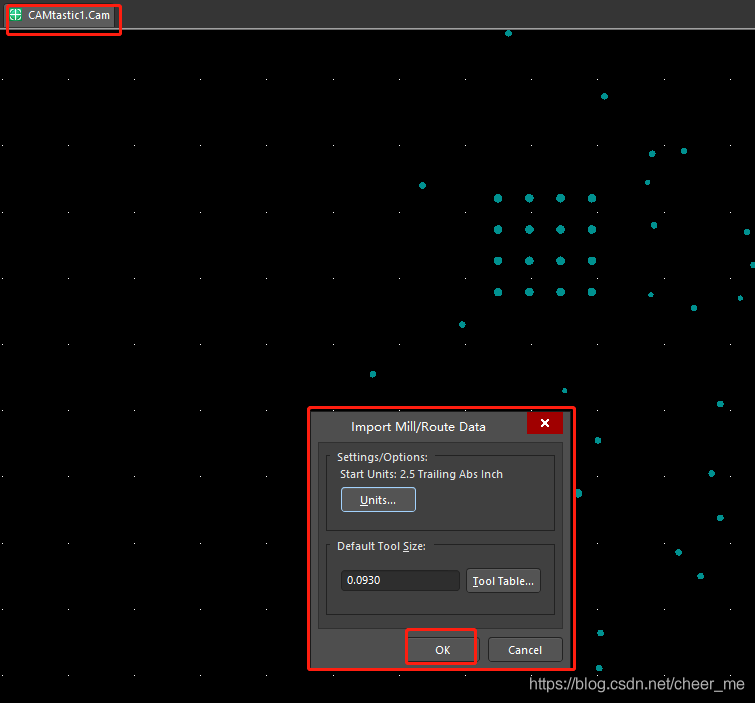 CAMtastic1.Cam
Import Mill/Route Data
Settings/Options:
Start Units: 2.5 Trailing Abs Inch
Units...
Default Tool Size:
0.0930
Tool Table...
OK
Cancel
https://blog.csdn.net/cheer_me